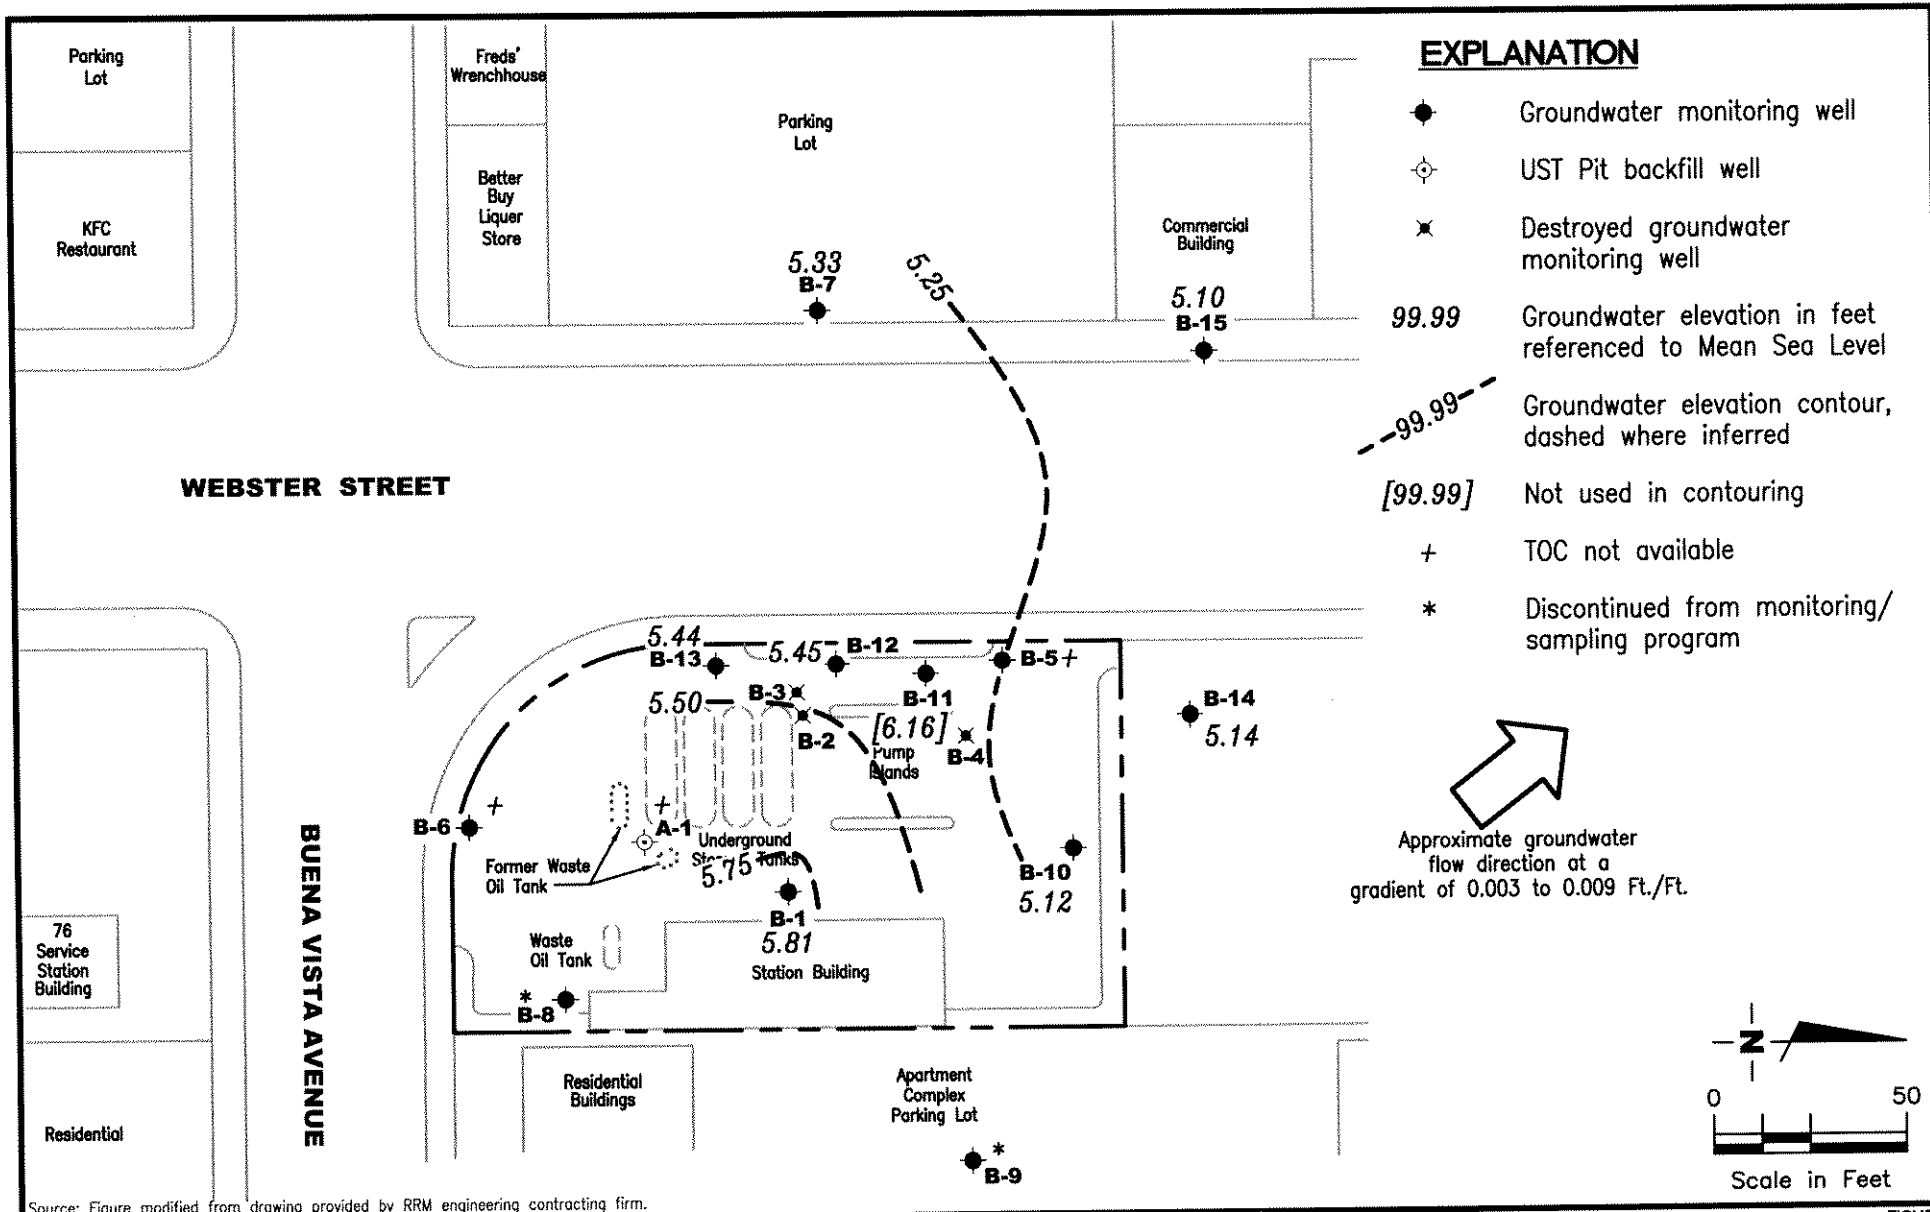 Parking
Lot
Freds'
Wrenchhouse
Parking
Lot
KFC
Restaurant
Better
Buy
Liquer
Store
Commercial
Building
5.33
B-7
5.25
5.10
B-15
WEBSTER STREET
EXPLANATION
Groundwater monitoring well
UST Pit backfill well
Destroyed groundwater
monitoring well
99.99 Groundwater elevation in feet
referenced to Mean Sea Level
99.99 Groundwater elevation contour,
dashed where inferred
[99.99] Not used in contouring
+ TOC not available
* Discontinued from monitoring/
sampling program
5.44
B-13
5.45
B-12
B-5+
B-3
B-11
5.50
B-2
[6.16]
B-4
Pump
Islands
B-14
5.14
+
B-6
+
A-1
Underground
Storage Tanks
5.75
Former Waste
Oil Tank
B-10
5.12
B-1
5.81
Station Building
Waste
Oil Tank
*
B-8
BUENA VISTA AVENUE
76
Service
Station
Building
Residential
Residential
Buildings
Apartment
Complex
Parking Lot
*
B-9
Approximate groundwater
flow direction at a
gradient of 0.003 to 0.009 Ft./Ft.
N
0 50
Scale in Feet
Source: Figure modified from drawing provided by RRM engineering contracting firm.